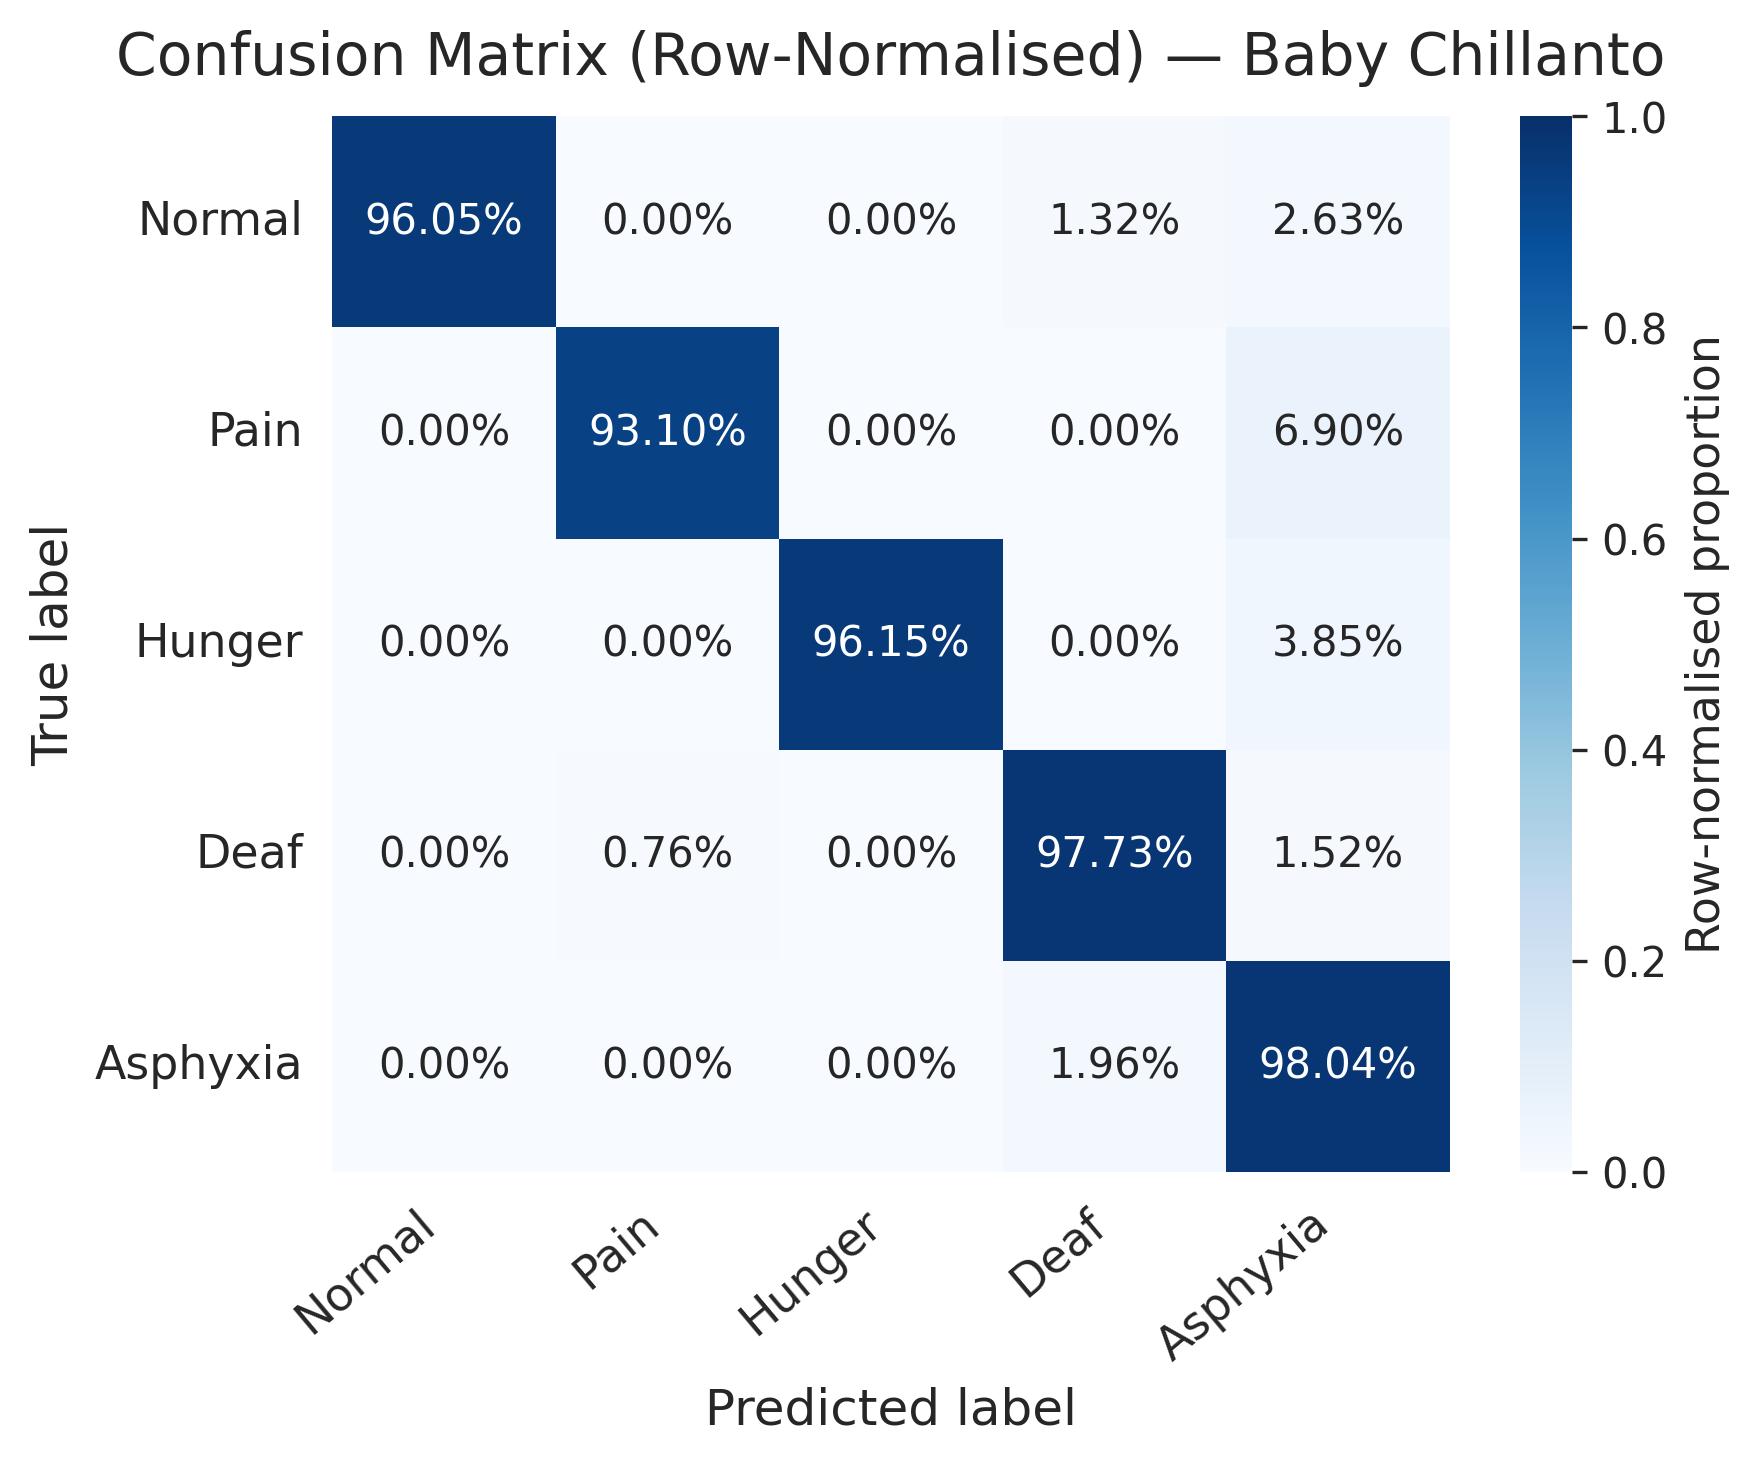 Confusion Matrix (Row-Normalised) — Baby Chillanto
True label
Normal 96.05% 0.00% 0.00% 1.32% 2.63%
Pain 0.00% 93.10% 0.00% 0.00% 6.90%
Hunger 0.00% 0.00% 96.15% 0.00% 3.85%
Deaf 0.00% 0.76% 0.00% 97.73% 1.52%
Asphyxia 0.00% 0.00% 0.00% 1.96% 98.04%
Normal Pain Hunger Deaf Asphyxia
Predicted label
1.0
0.8
0.6
0.4
0.2
0.0
Row-normalised proportion